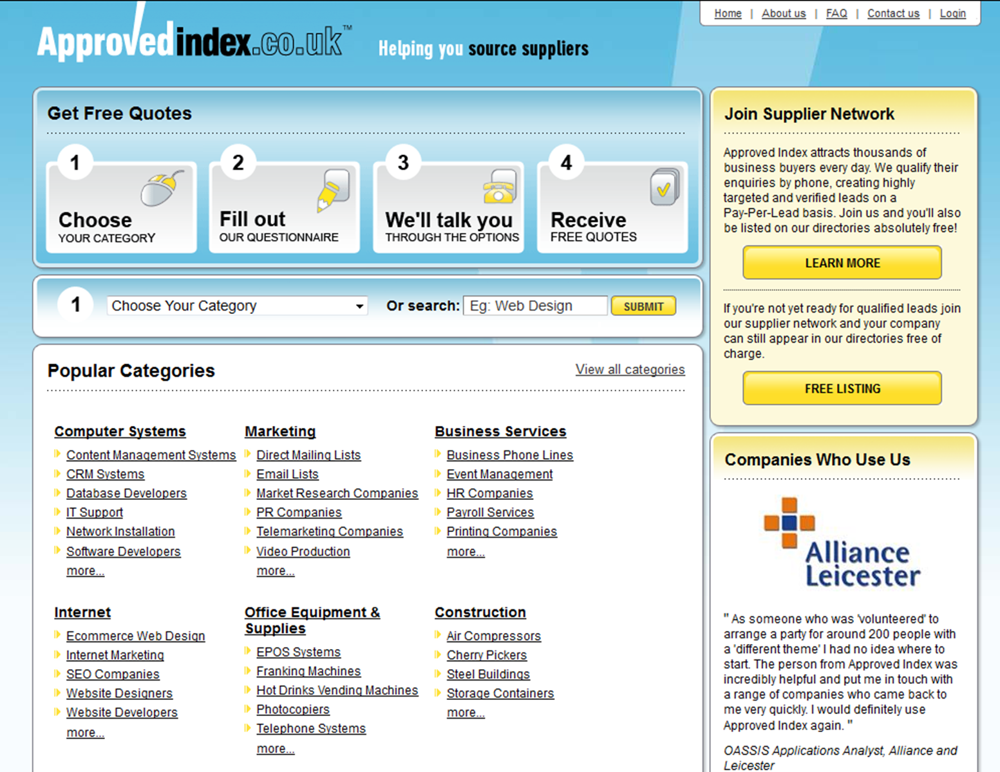 Home | About us | FAQ | Contact us | Login
Approvedindex.co.uk™
Helping you source suppliers
Get Free Quotes
1
Choose
YOUR CATEGORY
2
Fill out
OUR QUESTIONNAIRE
3
We'll talk you
THROUGH THE OPTIONS
4
Receive
FREE QUOTES
1
Choose Your Category
Or search:
Eg: Web Design
SUBMIT
Popular Categories
View all categories
Computer Systems
Content Management Systems
CRM Systems
Database Developers
IT Support
Network Installation
Software Developers
more...
Marketing
Direct Mailing Lists
Email Lists
Market Research Companies
PR Companies
Telemarketing Companies
Video Production
more...
Business Services
Business Phone Lines
Event Management
HR Companies
Payroll Services
Printing Companies
more...
Internet
Ecommerce Web Design
Internet Marketing
SEO Companies
Website Designers
Website Developers
more...
Office Equipment &
Supplies
EPOS Systems
Franking Machines
Hot Drinks Vending Machines
Photocopiers
Telephone Systems
more...
Construction
Air Compressors
Cherry Pickers
Steel Buildings
Storage Containers
more...
Join Supplier Network
Approved Index attracts thousands of
business buyers every day. We qualify their
enquiries by phone, creating highly
targeted and verified leads on a
Pay-Per-Lead basis. Join us and you'll also
be listed on our directories absolutely free!
LEARN MORE
If you're not yet ready for qualified leads join
our supplier network and your company
can still appear in our directories free of
charge.
FREE LISTING
Companies Who Use Us
Alliance
Leicester
" As someone who was 'volunteered' to
arrange a party for around 200 people with
a 'different theme' I had no idea where to
start. The person from Approved Index was
incredibly helpful and put me in touch with
a range of companies who came back to
me very quickly. I would definitely use
Approved Index again. "
OASSIS Applications Analyst, Alliance and
Leicester